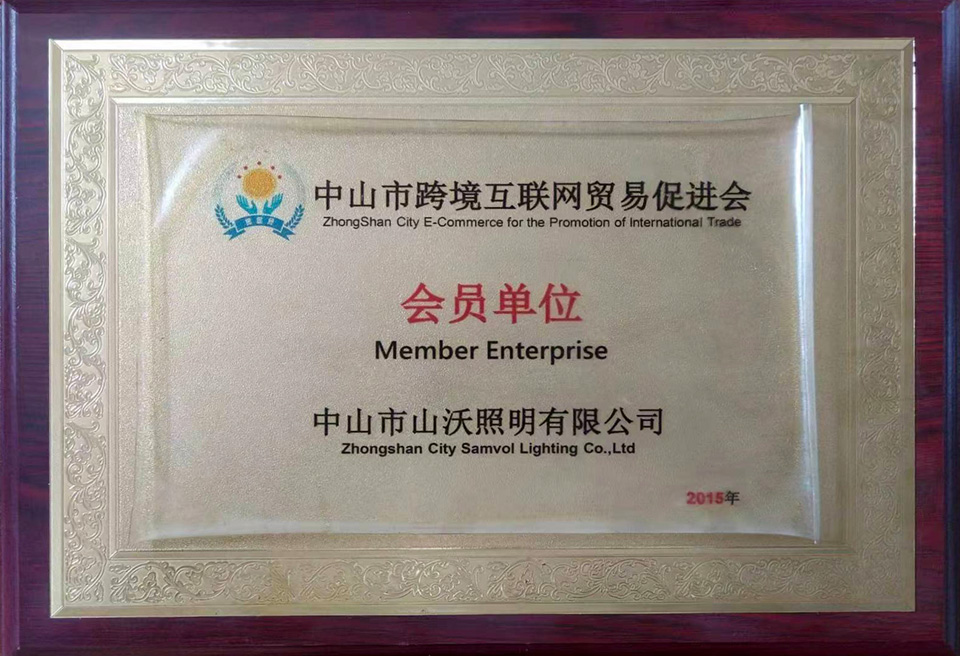 中山市跨境互联网贸易促进会
ZhongShan City E-Commerce for the Promotion of International Trade
会员单位
Member Enterprise
中山市山沃照明有限公司
Zhongshan City Samvol Lighting Co.,Ltd
2015年